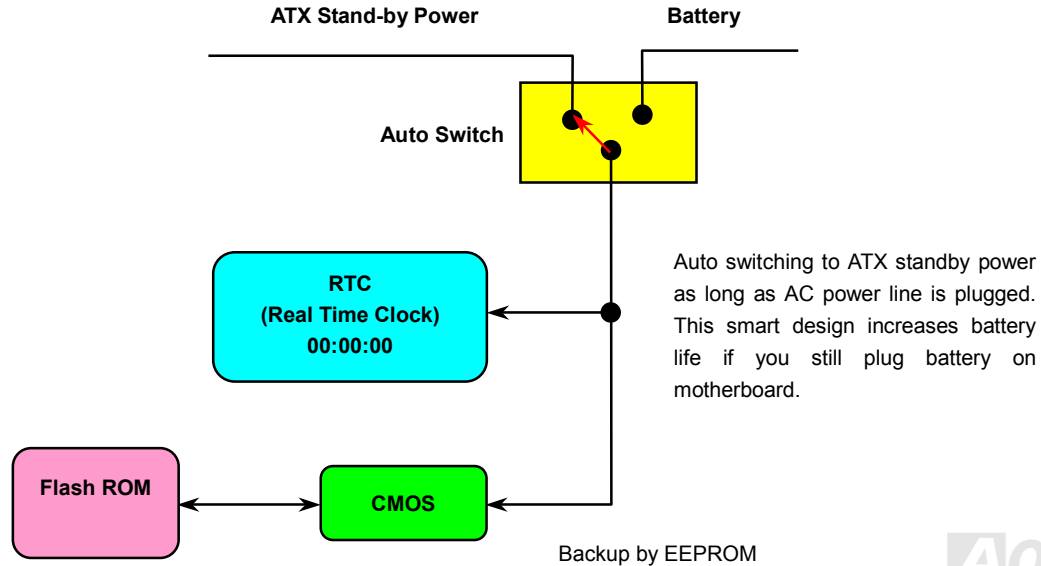 ATX Stand-by Power
Battery
Auto Switch
RTC
(Real Time Clock)
00:00:00
Auto switching to ATX standby power
as long as AC power line is plugged.
This smart design increases battery
life if you still plug battery on
motherboard.
Flash ROM
CMOS
Backup by EEPROM